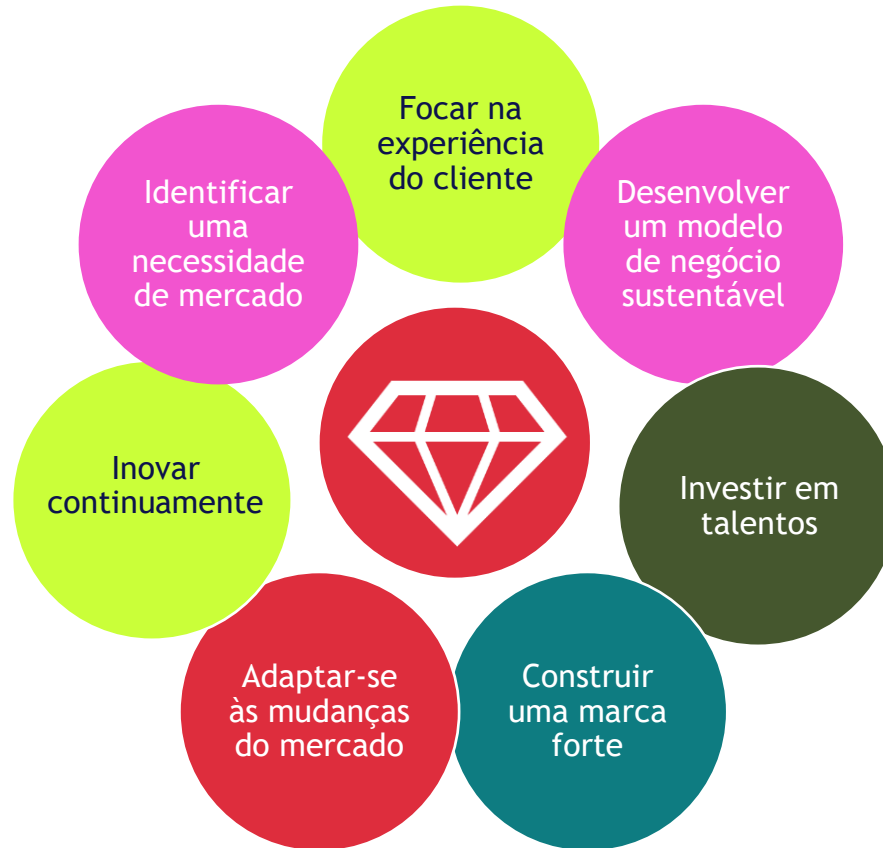 Focar na
experiência
do cliente
Desenvolver
um modelo
de negócio
sustentável
Investir em
talentos
Construir
uma marca
forte
Adaptar-se
às mudanças
do mercado
Inovar
continuamente
Identificar
uma
necessidade
de mercado